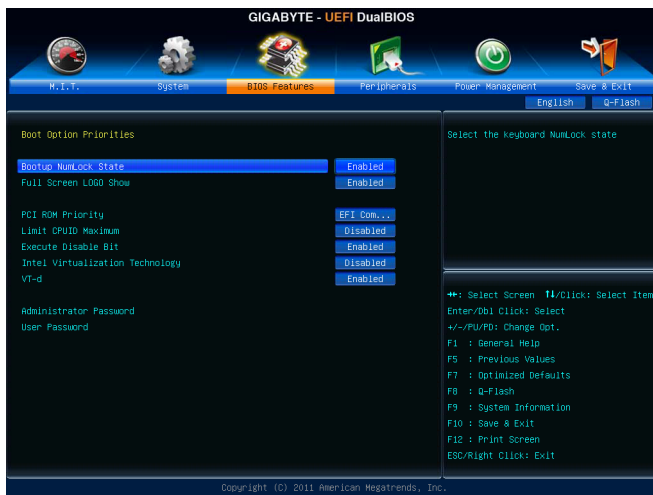 GIGABYTE - UEFI DualBIOS
M.I.T. System BIOS Features Peripherals Power Management Save & Exit
English Q-Flash
Boot Option Priorities
Select the keyboard NumLock state
Bootup NumLock State Enabled
Full Screen LOGO Show Enabled
PCI ROM Priority EFI Com...
Limit CPUID Maximum Disabled
Execute Disable Bit Enabled
Intel Virtualization Technology Disabled
VT-d Enabled
Administrator Password
User Password
→←: Select Screen ↑↓/Click: Select Item
Enter/Dbl Click: Select
+/-/PU/PD: Change Opt.
F1 : General Help
F5 : Previous Values
F7 : Optimized Defaults
F8 : Q-Flash
F9 : System Information
F10 : Save & Exit
F12 : Print Screen
ESC/Right Click: Exit
Copyright (C) 2011 American Megatrends, Inc.